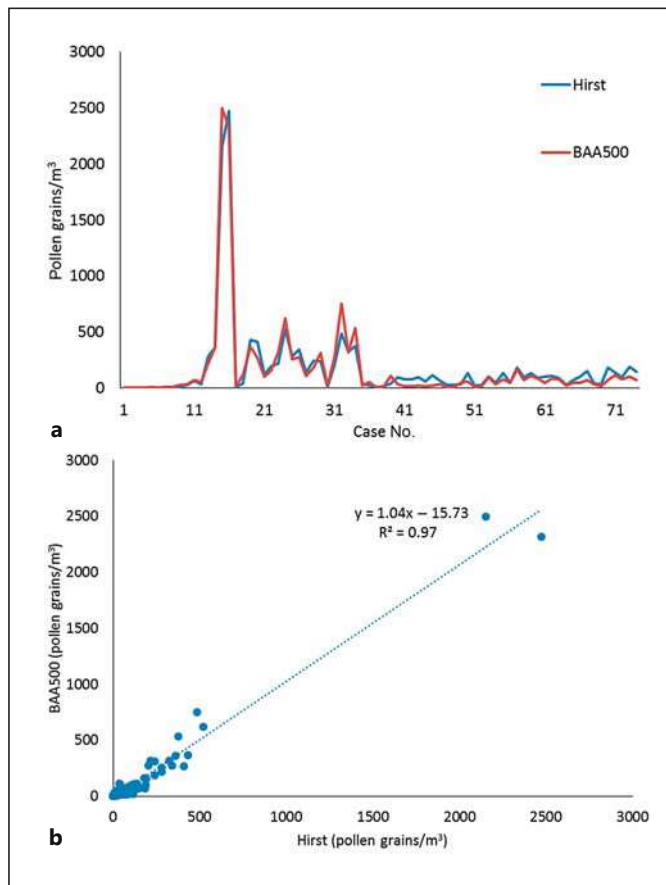 3000
2500
2000
1500
1000
500
0
Pollen grains/m³
Hirst
BAA500
1 11 21 31 41 51 61 71
Case No.
a
3000
2500
2000
1500
1000
500
0
BAA500 (pollen grains/m³)
y = 1.04x – 15.73
R² = 0.97
0 500 1000 1500 2000 2500 3000
Hirst (pollen grains/m³)
b